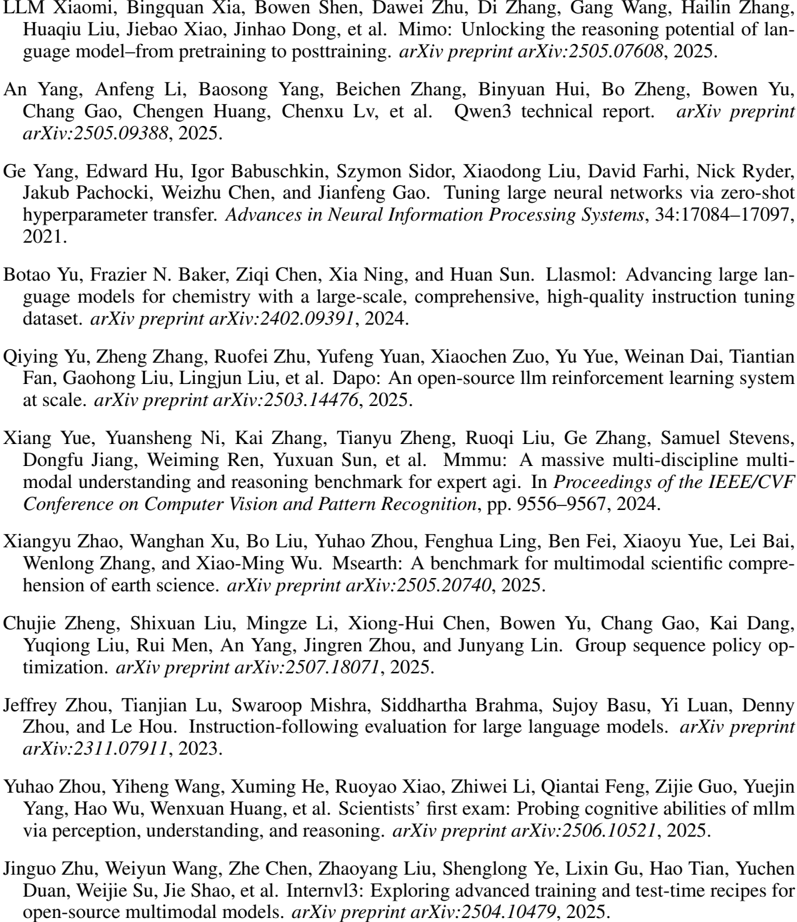 LLM Xiaomi, Bingquan Xia, Bowen Shen, Dawei Zhu, Di Zhang, Gang Wang, Hailin Zhang,
Huaqiu Liu, Jiebao Xiao, Jinhao Dong, et al. Mimo: Unlocking the reasoning potential of lan-
guage model–from pretraining to posttraining. arXiv preprint arXiv:2505.07608, 2025.
An Yang, Anfeng Li, Baosong Yang, Beichen Zhang, Binyuan Hui, Bo Zheng, Bowen Yu,
Chang Gao, Chengen Huang, Chenxu Lv, et al. Qwen3 technical report. arXiv preprint
arXiv:2505.09388, 2025.
Ge Yang, Edward Hu, Igor Babuschkin, Szymon Sidor, Xiaodong Liu, David Farhi, Nick Ryder,
Jakub Pachocki, Weizhu Chen, and Jianfeng Gao. Tuning large neural networks via zero-shot
hyperparameter transfer. Advances in Neural Information Processing Systems, 34:17084–17097,
2021.
Botao Yu, Frazier N. Baker, Ziqi Chen, Xia Ning, and Huan Sun. Llasmol: Advancing large lan-
guage models for chemistry with a large-scale, comprehensive, high-quality instruction tuning
dataset. arXiv preprint arXiv:2402.09391, 2024.
Qiying Yu, Zheng Zhang, Ruofei Zhu, Yufeng Yuan, Xiaochen Zuo, Yu Yue, Weinan Dai, Tiantian
Fan, Gaohong Liu, Lingjun Liu, et al. Dapo: An open-source llm reinforcement learning system
at scale. arXiv preprint arXiv:2503.14476, 2025.
Xiang Yue, Yuansheng Ni, Kai Zhang, Tianyu Zheng, Ruoqi Liu, Ge Zhang, Samuel Stevens,
Dongfu Jiang, Weiming Ren, Yuxuan Sun, et al. Mmmu: A massive multi-discipline multi-
modal understanding and reasoning benchmark for expert agi. In Proceedings of the IEEE/CVF
Conference on Computer Vision and Pattern Recognition, pp. 9556–9567, 2024.
Xiangyu Zhao, Wanghan Xu, Bo Liu, Yuhao Zhou, Fenghua Ling, Ben Fei, Xiaoyu Yue, Lei Bai,
Wenlong Zhang, and Xiao-Ming Wu. Msearth: A benchmark for multimodal scientific compre-
hension of earth science. arXiv preprint arXiv:2505.20740, 2025.
Chujie Zheng, Shixuan Liu, Mingze Li, Xiong-Hui Chen, Bowen Yu, Chang Gao, Kai Dang,
Yuqiong Liu, Rui Men, An Yang, Jingren Zhou, and Junyang Lin. Group sequence policy op-
timization. arXiv preprint arXiv:2507.18071, 2025.
Jeffrey Zhou, Tianjian Lu, Swaroop Mishra, Siddhartha Brahma, Sujoy Basu, Yi Luan, Denny
Zhou, and Le Hou. Instruction-following evaluation for large language models. arXiv preprint
arXiv:2311.07911, 2023.
Yuhao Zhou, Yiheng Wang, Xuming He, Ruoyao Xiao, Zhiwei Li, Qiantai Feng, Zijie Guo, Yuejin
Yang, Hao Wu, Wenxuan Huang, et al. Scientists’ first exam: Probing cognitive abilities of mllm
via perception, understanding, and reasoning. arXiv preprint arXiv:2506.10521, 2025.
Jinguo Zhu, Weiyun Wang, Zhe Chen, Zhaoyang Liu, Shenglong Ye, Lixin Gu, Hao Tian, Yuchen
Duan, Weijie Su, Jie Shao, et al. Internvl3: Exploring advanced training and test-time recipes for
open-source multimodal models. arXiv preprint arXiv:2504.10479, 2025.